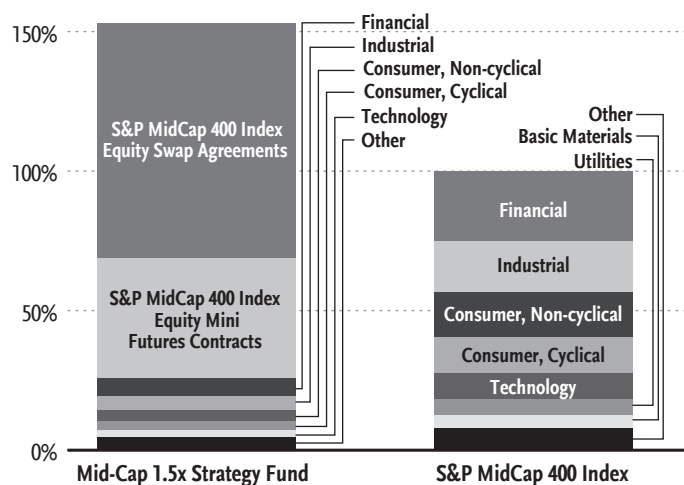 150%
100%
50%
0%
S&P MidCap 400 Index
Equity Swap Agreements
S&P MidCap 400 Index
Equity Mini
Futures Contracts
Financial
Industrial
Consumer, Non-cyclical
Consumer, Cyclical
Technology
Other
Mid-Cap 1.5x Strategy Fund
Other
Basic Materials
Utilities
Financial
Industrial
Consumer, Non-cyclical
Consumer, Cyclical
Technology
S&P MidCap 400 Index